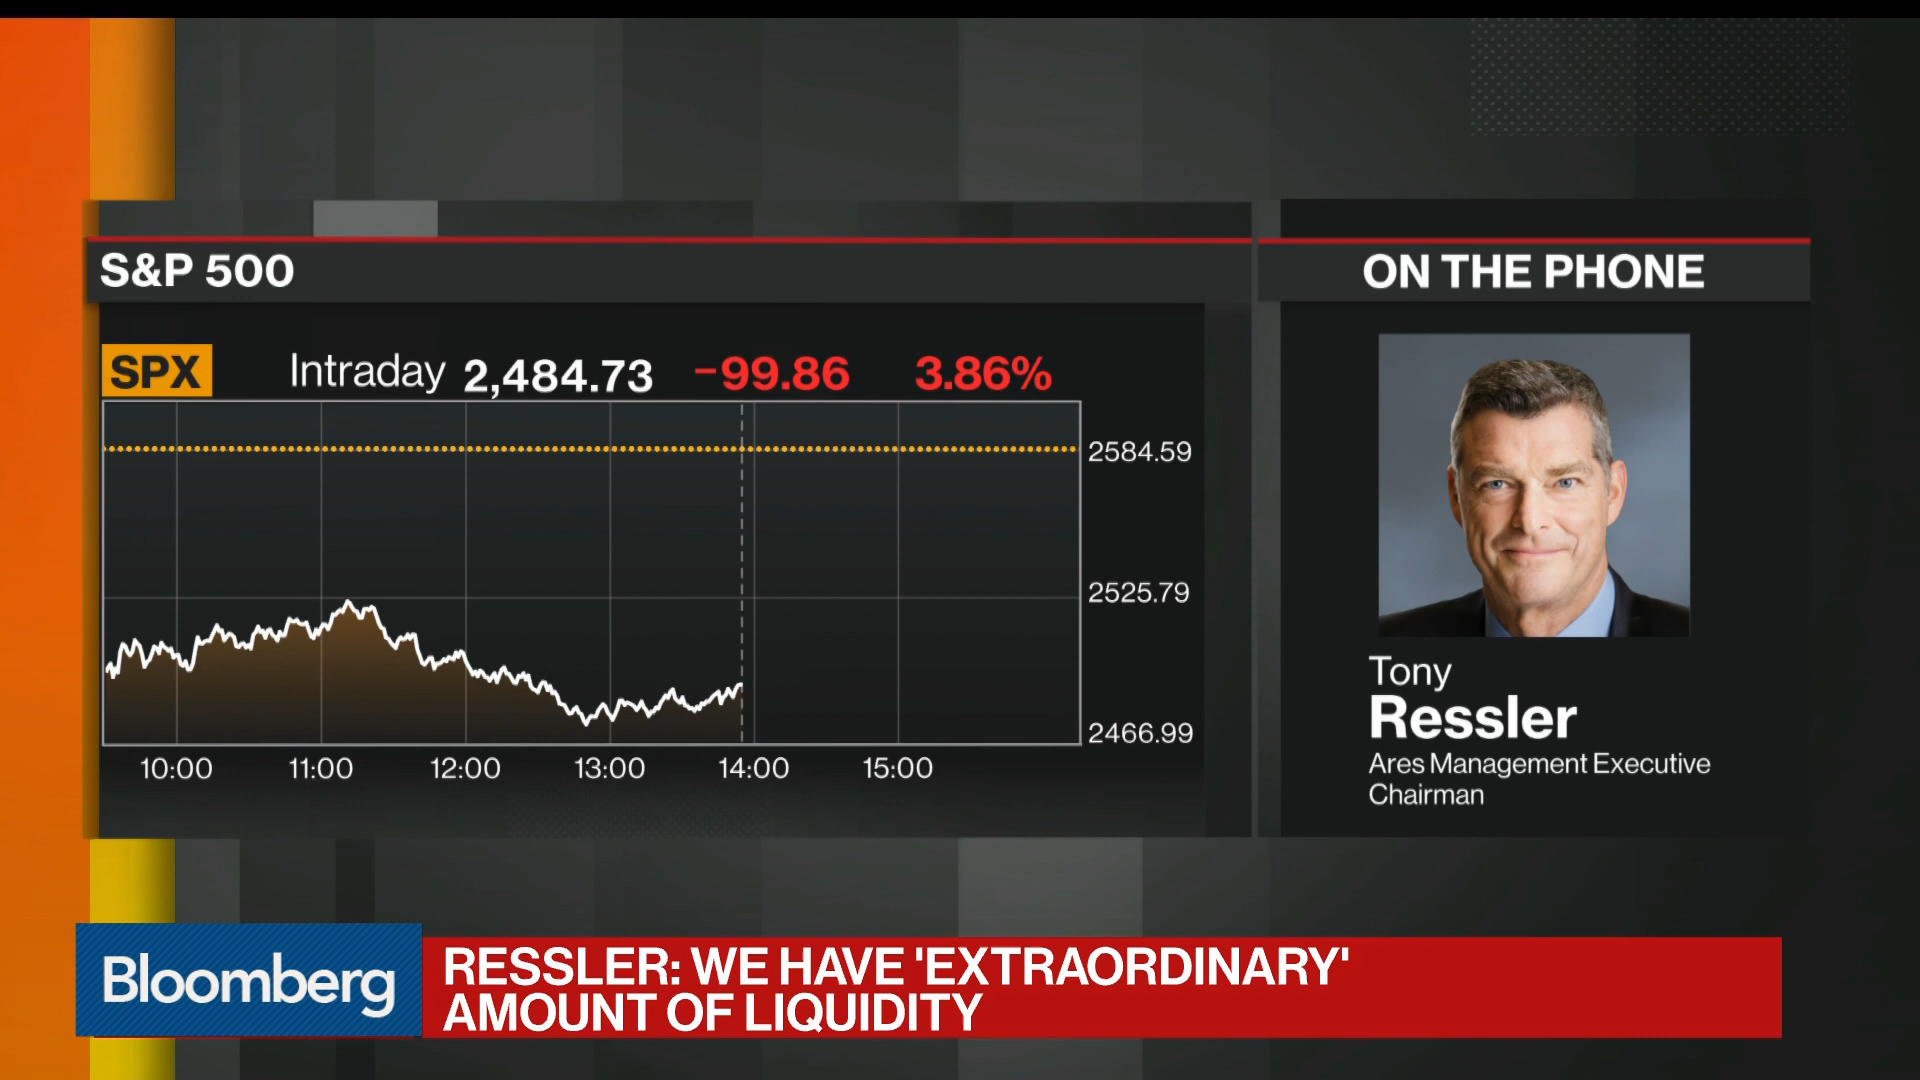 S&P 500
SPX Intraday 2,484.73 -99.86 3.86%
2584.59
2525.79
2466.99
10:00 11:00 12:00 13:00 14:00 15:00
ON THE PHONE
Tony
Ressler
Ares Management Executive
Chairman
Bloomberg
RESSLER: WE HAVE 'EXTRAORDINARY'
AMOUNT OF LIQUIDITY